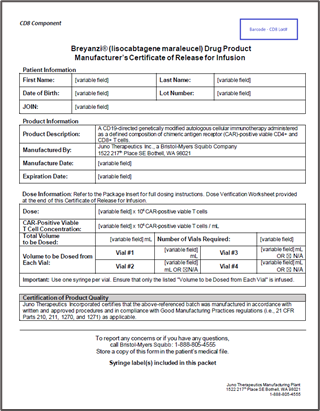 CD8 Component
Barcode - CD8 Lot#
Breyanzi® (lisocabtagene maraleucel) Drug Product
Manufacturer's Certificate of Release for Infusion
Patient Information
First Name: [variable field] Last Name: [variable field]
Date of Birth: [variable field] Lot Number: [variable field]
JOIN: [variable field]
Product Information
Product Description: A CD19-directed genetically modified autologous cellular immunotherapy administered
as a defined composition of chimeric antigen receptor (CAR)-positive viable CD4+ and
CD8+ T cells.
Manufactured By: Juno Therapeutics Inc., a Bristol-Myers Squibb Company
1522 217th Place SE Bothell, WA 98021
Manufacture Date: [variable field]
Expiration Date: [variable field]
Dose Information: Refer to the Package Insert for full dosing instructions. Dose Verification Worksheet provided
at the end of this Certificate of Release for Infusion.
Dose: [variable field] x 10⁶ CAR-positive viable T cells
CAR-Positive Viable
T Cell Concentration: [variable field] x 10⁶ CAR-positive viable T cells / mL
Total Volume
to be Dosed: [variable field] mL Number of Vials Required: [variable field]
Volume to be Dosed from
Each Vial: Vial #1 [variable field] mL Vial #3 [variable field] mL
OR ☒ N/A
Vial #2 [variable field] mL OR ☒ N/A Vial #4 [variable field] mL
OR ☒ N/A
Important: Use one syringe per vial. Ensure that only the listed "Volume to be Dosed from Each Vial" is infused.
Certification of Product Quality
Juno Therapeutics Incorporated certifies that the above-referenced batch was manufactured in accordance with
written and approved procedures and in compliance with Good Manufacturing Practices regulations (i.e., 21 CFR
Parts 210, 211, 1270, and 1271) as applicable.
To report any concerns or if you have any questions,
call Bristol-Myers Squibb: 1-888-805-4555
Store a copy of this form in the patient's medical file.
Syringe label(s) included in this packet
Juno Therapeutics Manufacturing Plant
1522 217th Place SE, Bothell, WA 98021
1-888-805-4555